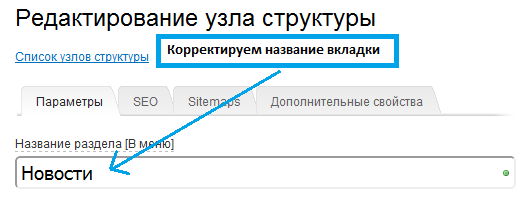 Редактирование узла структуры
Список узлов структуры
Корректируем название вкладки
Параметры SEO Sitemaps Дополнительные свойства
Название раздела [В меню]
Новости